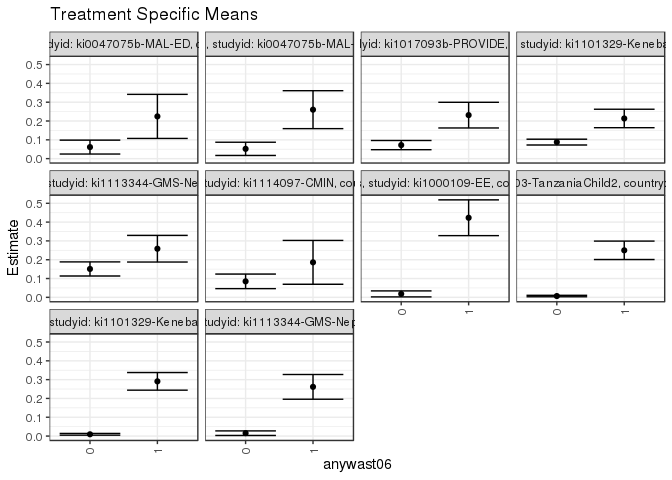 Treatment Specific Means
studyid: ki0047075b-MAL-ED,
, studyid: ki0047075b-MAL-
studyid: ki1017093b-PROVIDE,
studyid: ki1101329-Keneba
0.5
0.4
0.3
0.2
0.1
0.0
studyid: ki1113344-GMS-Ne
studyid: ki1114097-CMIN, cou
, studyid: ki1000109-EE, co
03-TanzaniaChild2, country:
0.5
0.4
0.3
0.2
0.1
0.0
Estimate
0 1
0 1
studyid: ki1101329-Keneba
studyid: ki1113344-GMS-Nep
0.5
0.4
0.3
0.2
0.1
0.0
0 1
0 1
anywast06